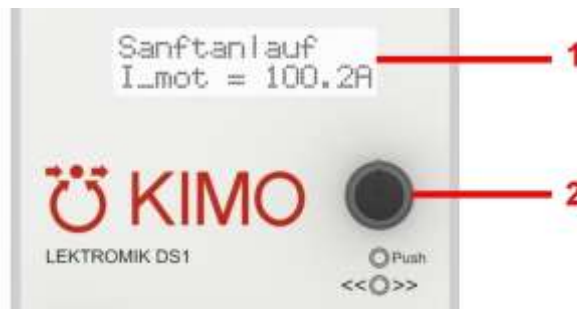 Sanftanlauf
I_mot = 100.2A
1
2
KIMO
LEKTROMIK DS1
Push
<< >>